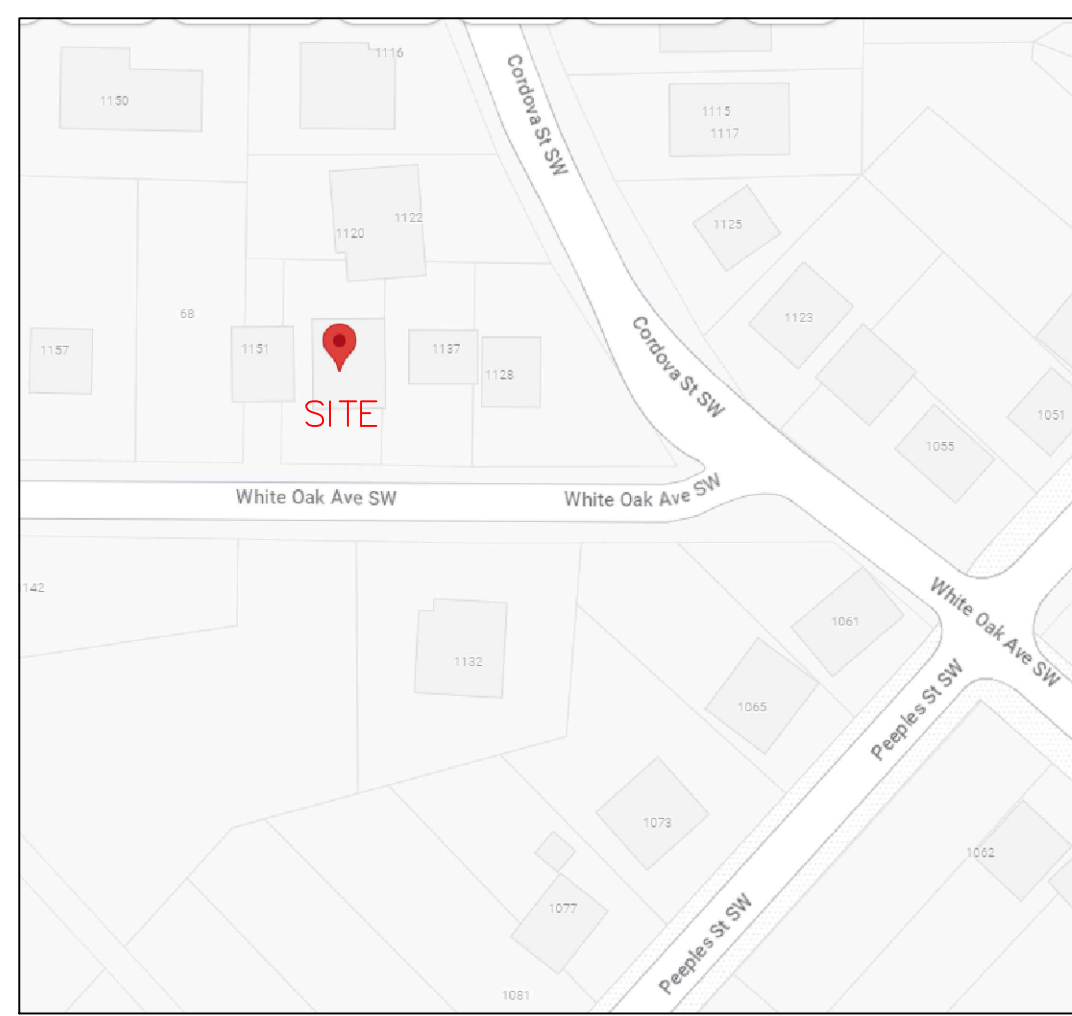 1116
Cordova St SW
1150
1115
1117
1122
1125
1120
68
1123
Cordova St SW
1157
1151
1137
1128
SITE
1051
1055
White Oak Ave SW
White Oak Ave SW
142
White Oak Ave SW
1061
1132
Peeples St SW
1065
1073
1062
1077
Peeples St SW
1081